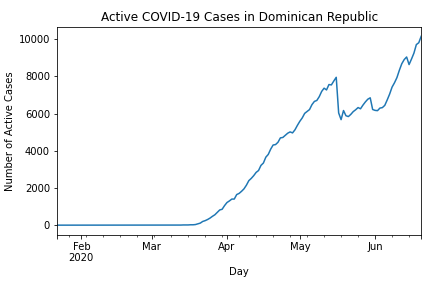 Active COVID-19 Cases in Dominican Republic
10000
8000
6000
4000
2000
0
Number of Active Cases
Feb Mar Apr May Jun
2020
Day